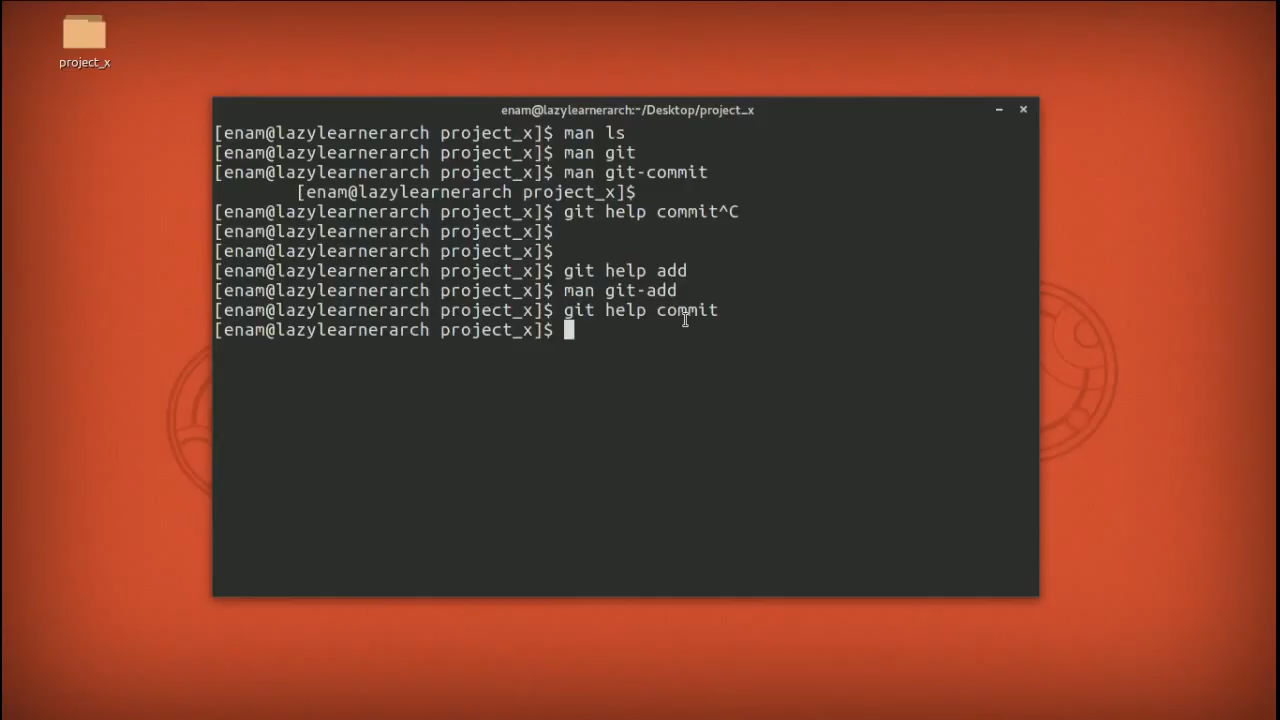 project_x
enam@lazylearnerarch:~/Desktop/project_x
[enam@lazylearnerarch project_x]$ man ls
[enam@lazylearnerarch project_x]$ man git
[enam@lazylearnerarch project_x]$ man git-commit
[enam@lazylearnerarch project_x]$
[enam@lazylearnerarch project_x]$ git help commit^C
[enam@lazylearnerarch project_x]$
[enam@lazylearnerarch project_x]$
[enam@lazylearnerarch project_x]$ git help add
[enam@lazylearnerarch project_x]$ man git-add
[enam@lazylearnerarch project_x]$ git help commit
[enam@lazylearnerarch project_x]$